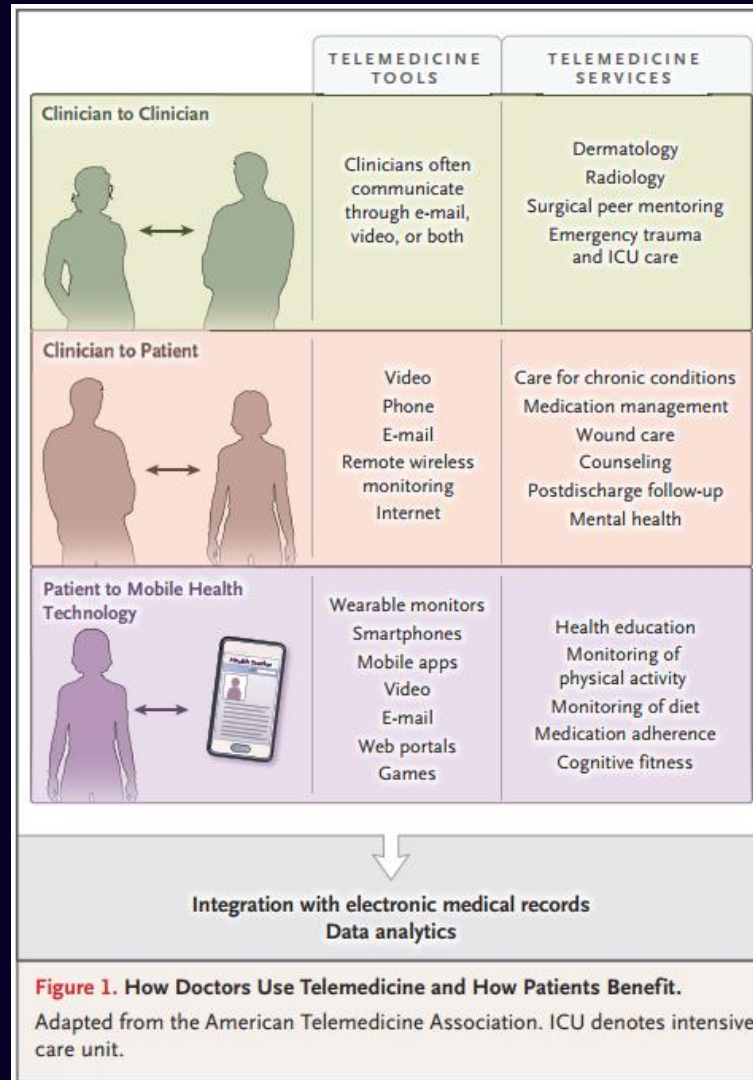 TELEMEDICINE
TOOLS
TELEMEDICINE
SERVICES
Clinician to Clinician
Clinicians often
communicate
through e-mail,
video, or both
Dermatology
Radiology
Surgical peer mentoring
Emergency trauma
and ICU care
Clinician to Patient
Video
Phone
E-mail
Remote wireless
monitoring
Internet
Care for chronic conditions
Medication management
Wound care
Counseling
Postdischarge follow-up
Mental health
Patient to Mobile Health
Technology
Wearable monitors
Smartphones
Mobile apps
Video
E-mail
Web portals
Games
Health education
Monitoring of
physical activity
Monitoring of diet
Medication adherence
Cognitive fitness
Integration with electronic medical records
Data analytics
Figure 1. How Doctors Use Telemedicine and How Patients Benefit.
Adapted from the American Telemedicine Association. ICU denotes intensive
care unit.